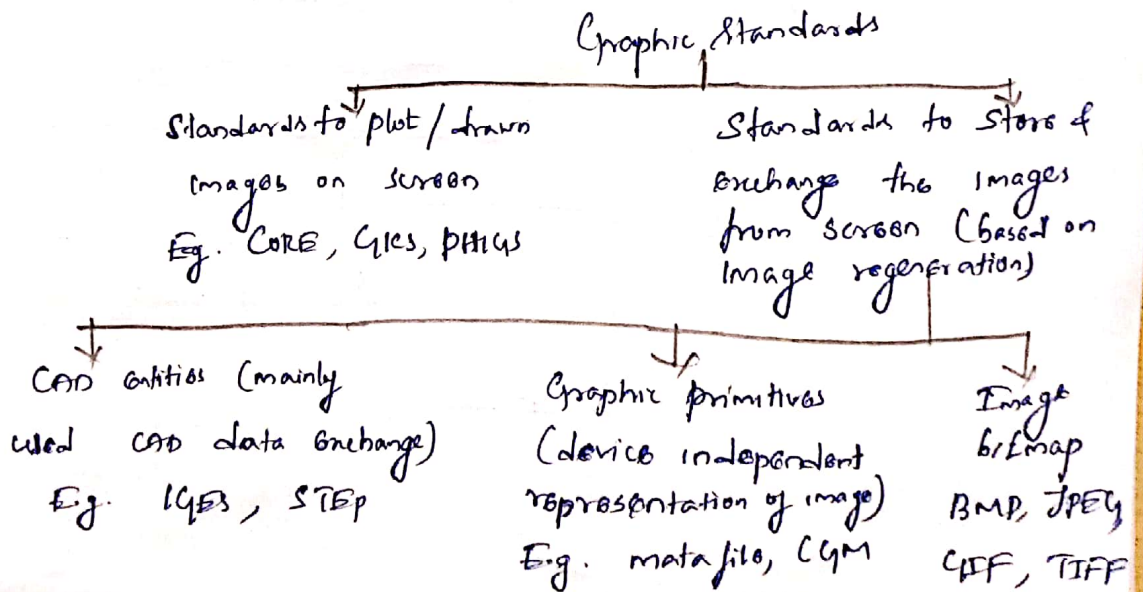 Graphic Standards
Standards to plot / drawn
images on screen
Eg. CORE, GKS, PHIGS
Standards to store &
exchange the images
from screen (based on
image regeneration)
CAD entities (mainly
used CAD data exchange)
E.g. IGES, STEP
Graphic primitives
(device independent
representation of image)
E.g. meta file, CGM
Image
bitmap
BMP, JPEG,
GIF, TIFF